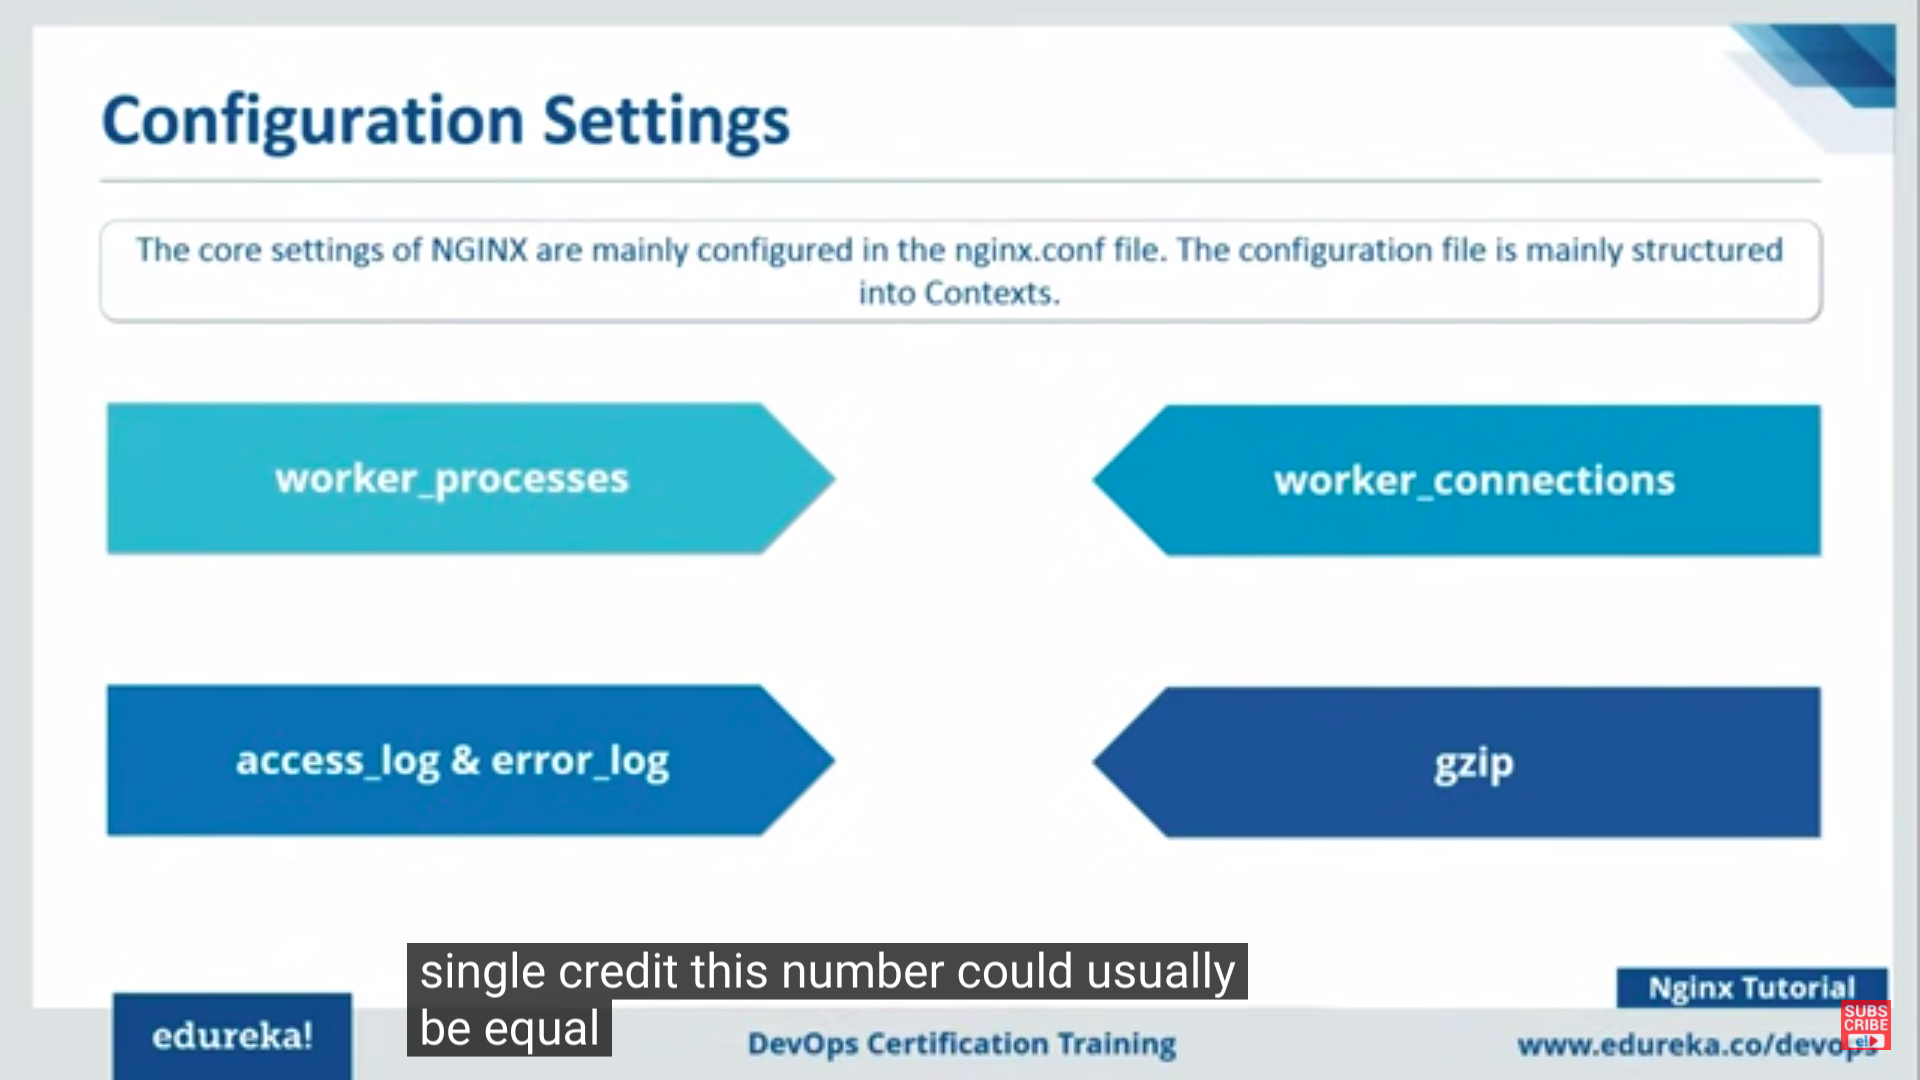 Configuration Settings
The core settings of NGINX are mainly configured in the nginx.conf file. The configuration file is mainly structured
into Contexts.
worker_processes
worker_connections
access_log & error_log
gzip
single credit this number could usually
be equal
Nginx Tutorial
SUBS
CRIBE
e!
edureka!
DevOps Certification Training
www.edureka.co/devops